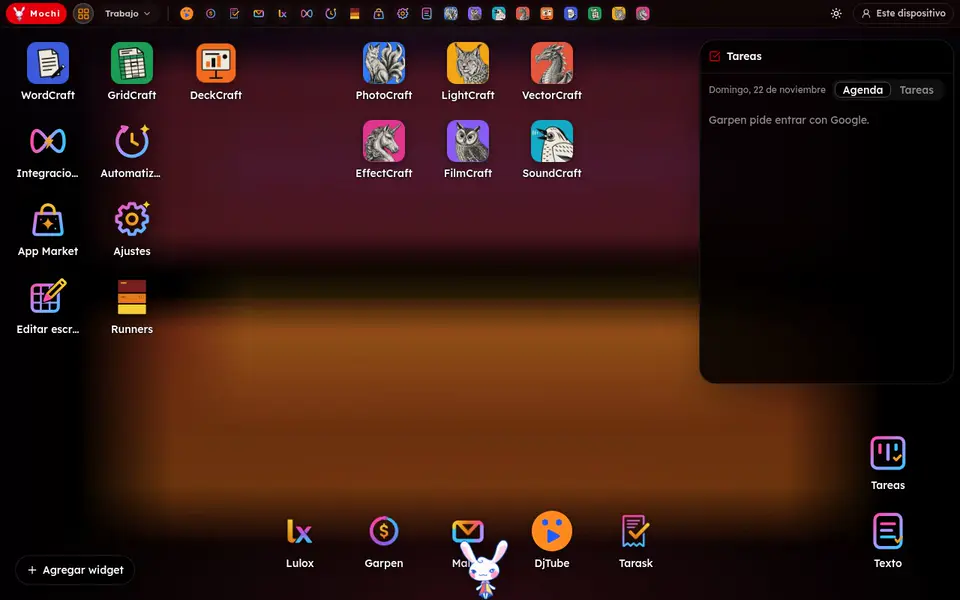 Mochi
Trabajo
Este dispositivo
WordCraft
GridCraft
DeckCraft
PhotoCraft
LightCraft
VectorCraft
Integracio...
Automatiz...
EffectCraft
FilmCraft
SoundCraft
App Market
Ajustes
Editar escr...
Runners
Tareas
Domingo, 22 de noviembre
Agenda
Tareas
Garpen pide entrar con Google.
Tareas
Texto
Lulox
Garpen
DjTube
Tarask
+ Agregar widget